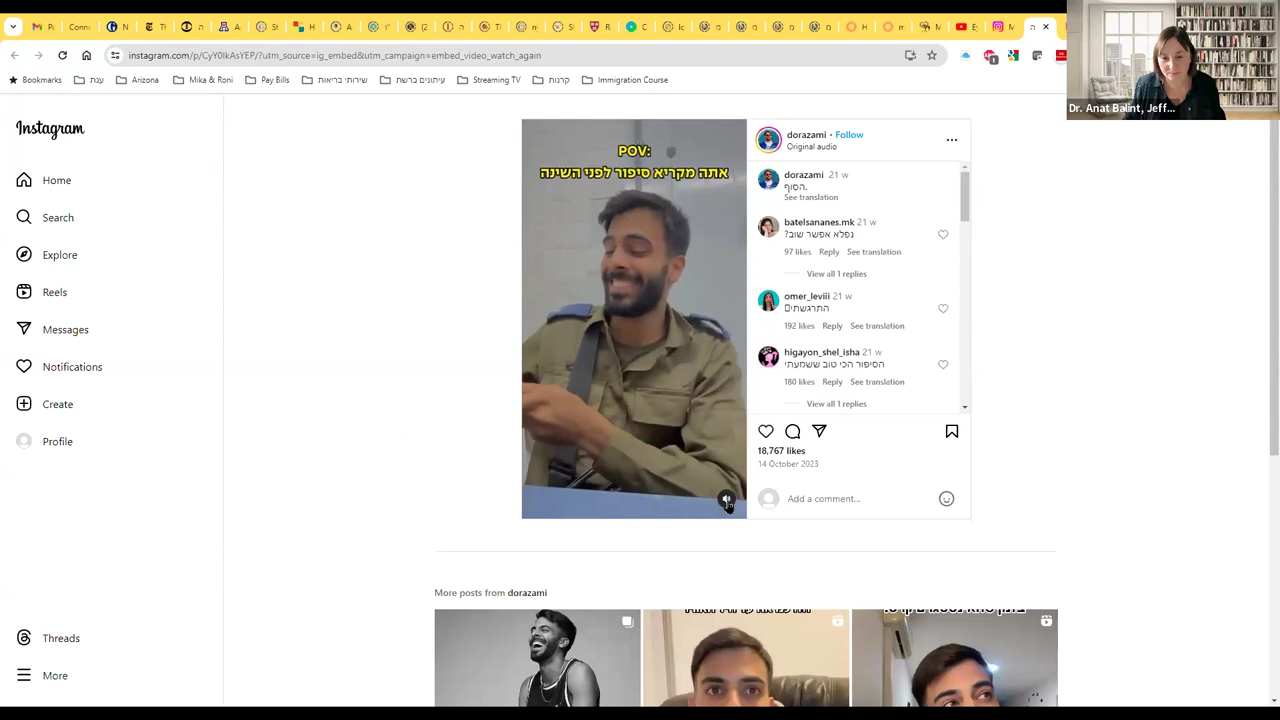 instagram.com/p/CyY0lkAsYEP/?utm_source=ig_embed&utm_campaign=embed_video_watch_again
Bookmarks ענת Arizona Mika & Roni Pay Bills שירותי בריאות עיתונים ברשת Streaming TV קרנות Immigration Course
Dr. Anat Balint, Jeff...
Instagram
Home
Search
Explore
Reels
Messages
Notifications
Create
Profile
Threads
More
POV:
אתה מקריא סיפור לפני השינה
dorazami • Follow
Original audio
dorazami 21 w
הסוף.
See translation
batelsananes.mk 21 w
נפלא אפשר שוב?
97 likes Reply See translation
View all 1 replies
omer_leviii 21 w
התרגשתי
192 likes Reply See translation
higayon_shel_isha 21 w
הסיפור הכי טוב ששמעתי
180 likes Reply See translation
View all 1 replies
18,767 likes
14 October 2023
Add a comment...
More posts from dorazami